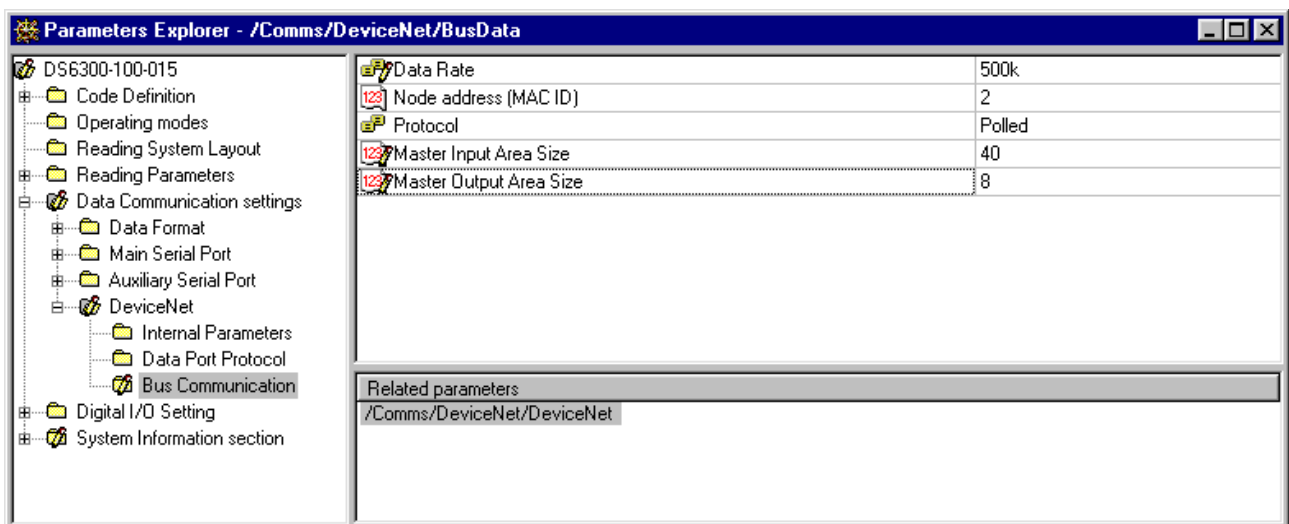 Parameters Explorer - /Comms/DeviceNet/BusData
DS6300-100-015
Code Definition
Operating modes
Reading System Layout
Reading Parameters
Data Communication settings
Data Format
Main Serial Port
Auxiliary Serial Port
DeviceNet
Internal Parameters
Data Port Protocol
Bus Communication
Digital I/O Setting
System Information section
Data Rate 500k
123 Node address (MAC ID) 2
Protocol Polled
123 Master Input Area Size 40
123 Master Output Area Size 8
Related parameters
/Comms/DeviceNet/DeviceNet